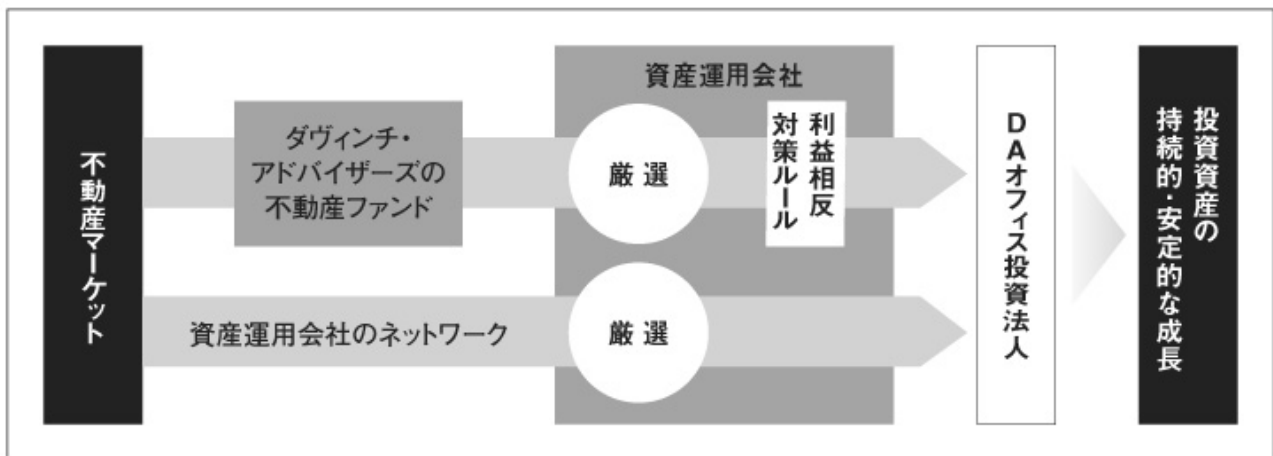 不動産マーケット
ダヴィンチ・
アドバイザーズの
不動産ファンド
資産運用会社のネットワーク
資産運用会社
厳選
利益相反
対策ルール
厳選
DAオフィス投資法人
投資資産の
持続的・安定的な成長